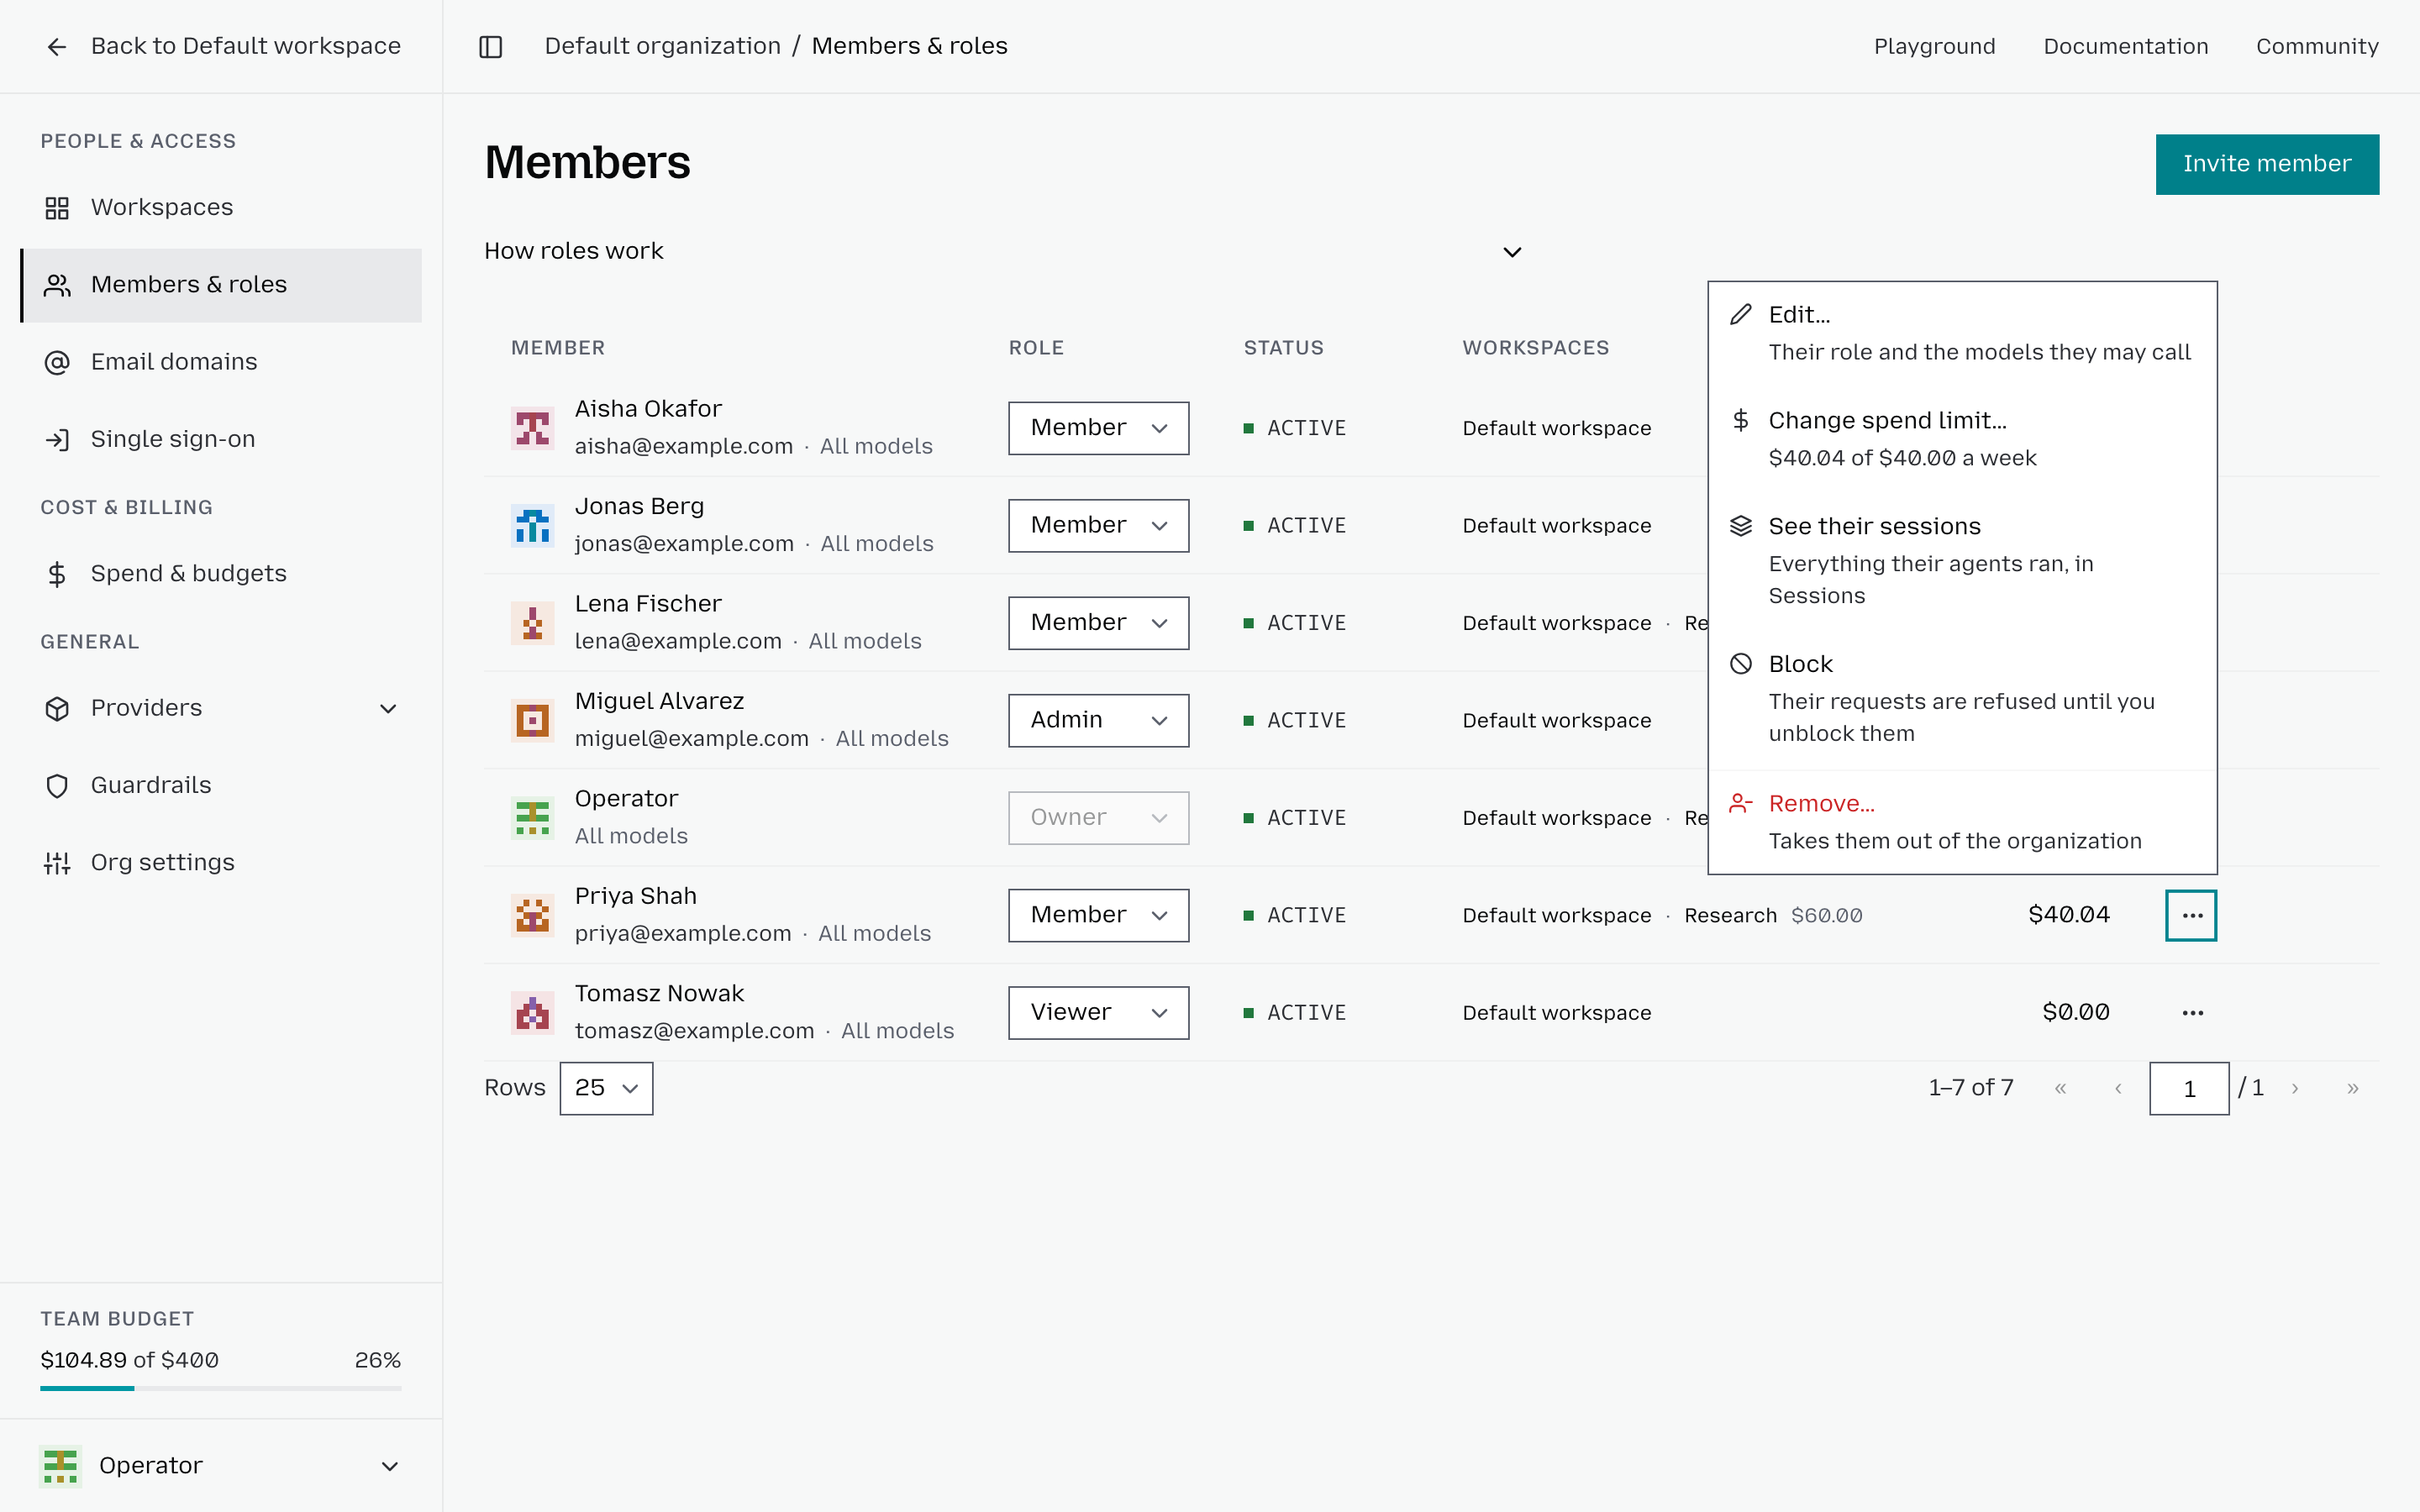 Back to Default workspace
Default organization / Members & roles
Playground
Documentation
Community
PEOPLE & ACCESS
Workspaces
Members & roles
Email domains
Single sign-on
COST & BILLING
Spend & budgets
GENERAL
Providers
Guardrails
Org settings
TEAM BUDGET
$104.89 of $400
26%
Operator
Members
Invite member
How roles work
MEMBER
ROLE
STATUS
WORKSPACES
Aisha Okafor
aisha@example.com · All models
Member
ACTIVE
Default workspace
Jonas Berg
jonas@example.com · All models
Member
ACTIVE
Default workspace
Lena Fischer
lena@example.com · All models
Member
ACTIVE
Default workspace · Re
Miguel Alvarez
miguel@example.com · All models
Admin
ACTIVE
Default workspace
Operator
All models
Owner
ACTIVE
Default workspace · Re
Priya Shah
priya@example.com · All models
Member
ACTIVE
Default workspace · Research $60.00
$40.04
Tomasz Nowak
tomasz@example.com · All models
Viewer
ACTIVE
Default workspace
$0.00
Edit...
Their role and the models they may call
Change spend limit...
$40.04 of $40.00 a week
See their sessions
Everything their agents ran, in
Sessions
Block
Their requests are refused until you
unblock them
Remove...
Takes them out of the organization
Rows 25
1–7 of 7 « ‹ 1 / 1 › »